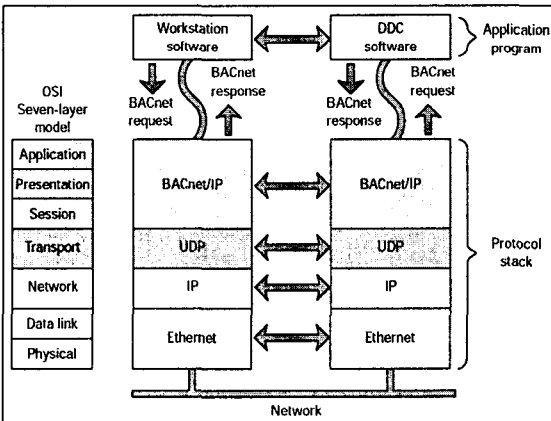 Workstation
software
DDC
software
Application
program
BACnet
request
BACnet
response
BACnet
response
BACnet
request
OSI
Seven-layer
model
Application
Presentation
Session
Transport
Network
Data link
Physical
BACnet/IP
UDP
IP
Ethernet
BACnet/IP
UDP
IP
Ethernet
Protocol
stack
Network